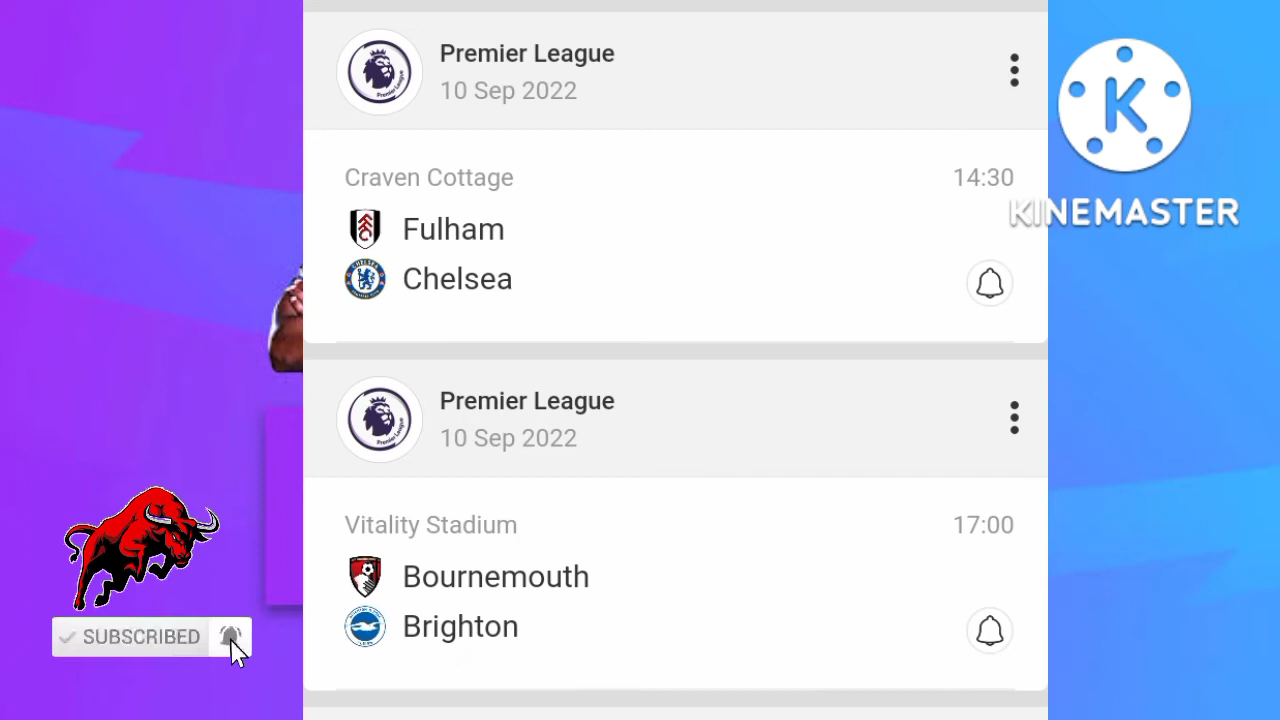 Premier League
10 Sep 2022
Craven Cottage 14:30
Fulham
Chelsea
KINEMASTER
Premier League
10 Sep 2022
Vitality Stadium 17:00
Bournemouth
Brighton
SUBSCRIBED